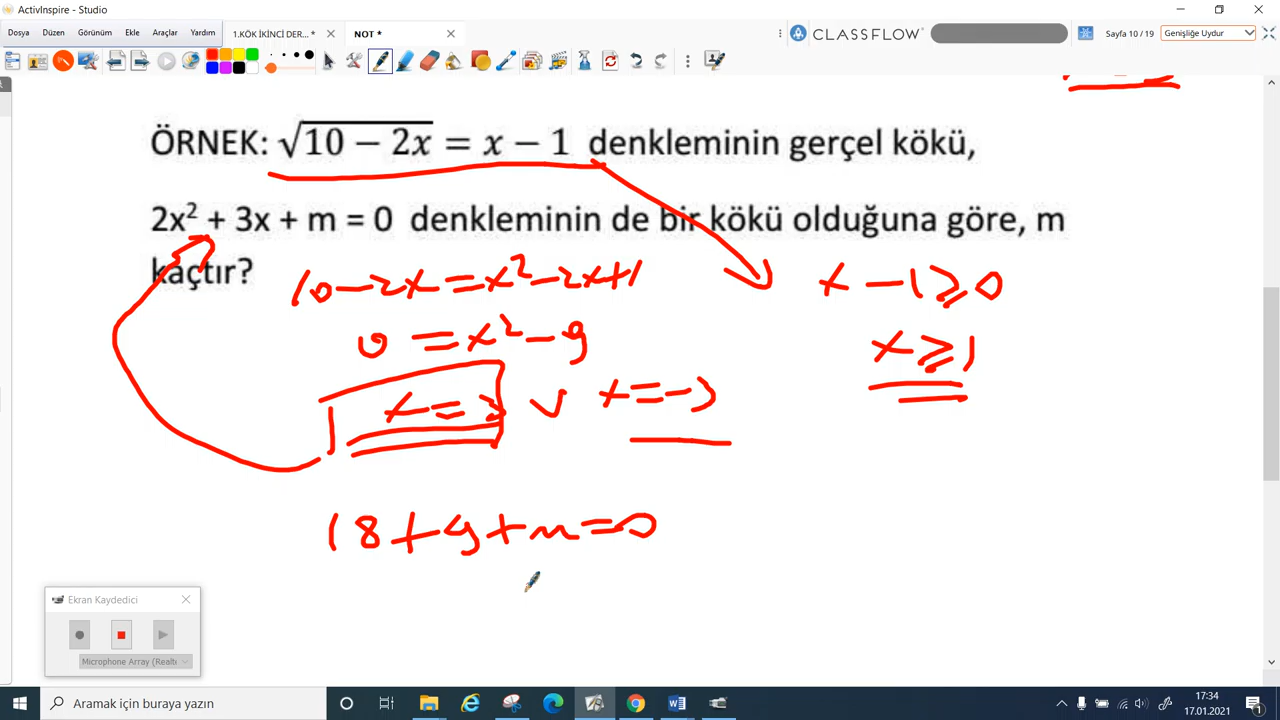 ActivInspire - Studio
Dosya Düzen Görünüm Ekle Araçlar Yardım
1.KÖK İKİNCİ DER...* NOT *
CLASSFLOW
Sayfa 10 / 19 Genişliğe Uydur
ÖRNEK: √(10 − 2x) = x − 1 denkleminin gerçel kökü,
2x² + 3x + m = 0 denkleminin de bir kökü olduğuna göre, m
kaçtır?
10-2x=x²-2x+1
x-1≥0
0=x²-9
x≥1
x=3 v x=-3
18+9+m=0
Ekran Kaydedici
Microphone Array (Realte
Aramak için buraya yazın
17:34
17.01.2021